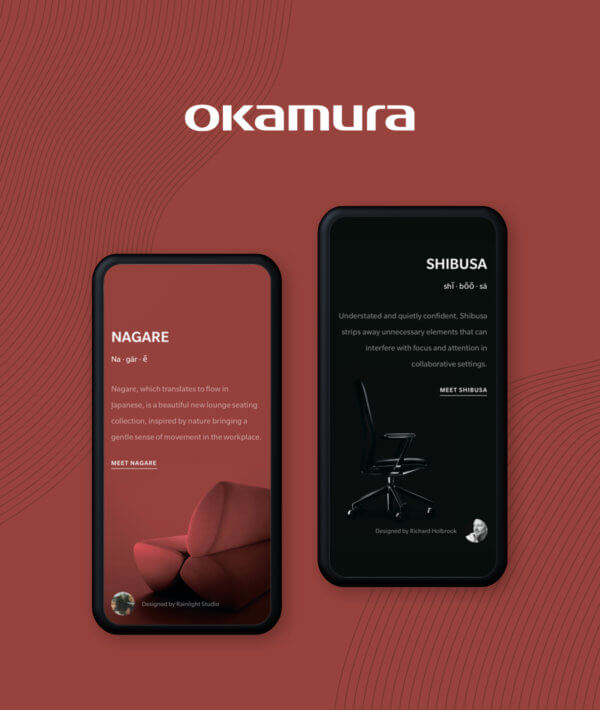 okamura
NAGARE
Na · gär · ĕ
Nagare, which translates to flow in
Japanese, is a beautiful new lounge seating
collection, inspired by nature bringing a
gentle sense of movement in the workplace.
MEET NAGARE
Designed by Rainlight Studio
SHIBUSA
shĭ · bŏŏ · sä
Understated and quietly confident, Shibusa
strips away unnecessary elements that can
interfere with focus and attention in
collaborative settings.
MEET SHIBUSA
Designed by Richard Holbrook